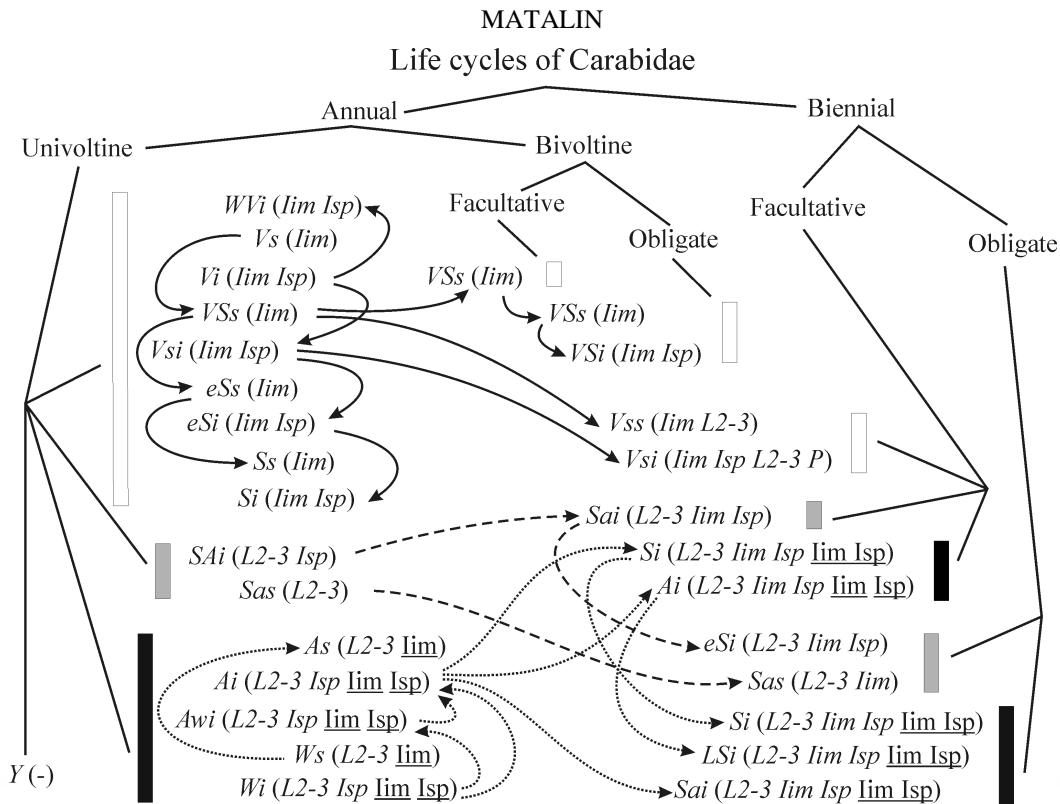 MATALIN
Life cycles of Carabidae
Annual
Biennial
Univoltine
Bivoltine
Facultative
Obligate
Facultative
Obligate
WVi (Iim Isp)
Vs (Iim)
Vi (Iim Isp)
VSs (Iim)
Vsi (Iim Isp)
eSs (Iim)
eSi (Iim Isp)
Ss (Iim)
Si (Iim Isp)
VSs (Iim)
VSs (Iim)
VSi (Iim Isp)
Vss (Iim L2-3)
Vsi (Iim Isp L2-3 P)
SAi (L2-3 Isp)
Sas (L2-3)
Sai (L2-3 Iim Isp)
Si (L2-3 Iim Isp Iim Isp)
Ai (L2-3 Iim Isp Iim Isp)
eSi (L2-3 Iim Isp)
Sas (L2-3 Iim)
As (L2-3 Iim)
Ai (L2-3 Isp Iim Isp)
Awi (L2-3 Isp Iim Isp)
Ws (L2-3 Iim)
Wi (L2-3 Isp Iim Isp)
Si (L2-3 Iim Isp Iim Isp)
LSi (L2-3 Iim Isp Iim Isp)
Sai (L2-3 Iim Isp Iim Isp)
Y (-)